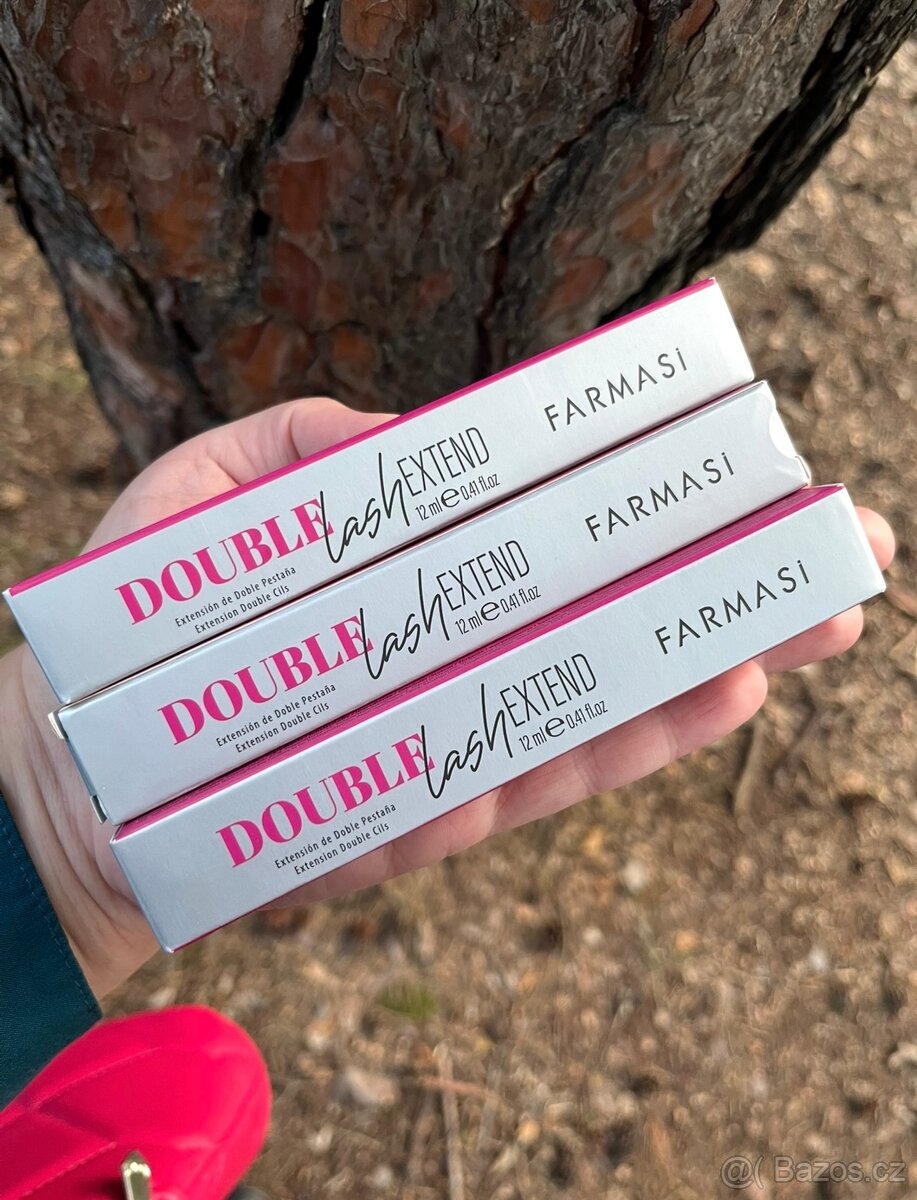 DOUBLE lash EXTEND
12 ml e 0.41 fl.oz
Extensión de Doble Pestaña
Extension Double Cils
FARMASi
DOUBLE lash EXTEND
12 ml e 0.41 fl.oz
Extensión de Doble Pestaña
Extension Double Cils
FARMASi
DOUBLE lash EXTEND
12 ml e 0.41 fl.oz
Extensión de Doble Pestaña
Extension Double Cils
FARMASi
@( Bazos.cz